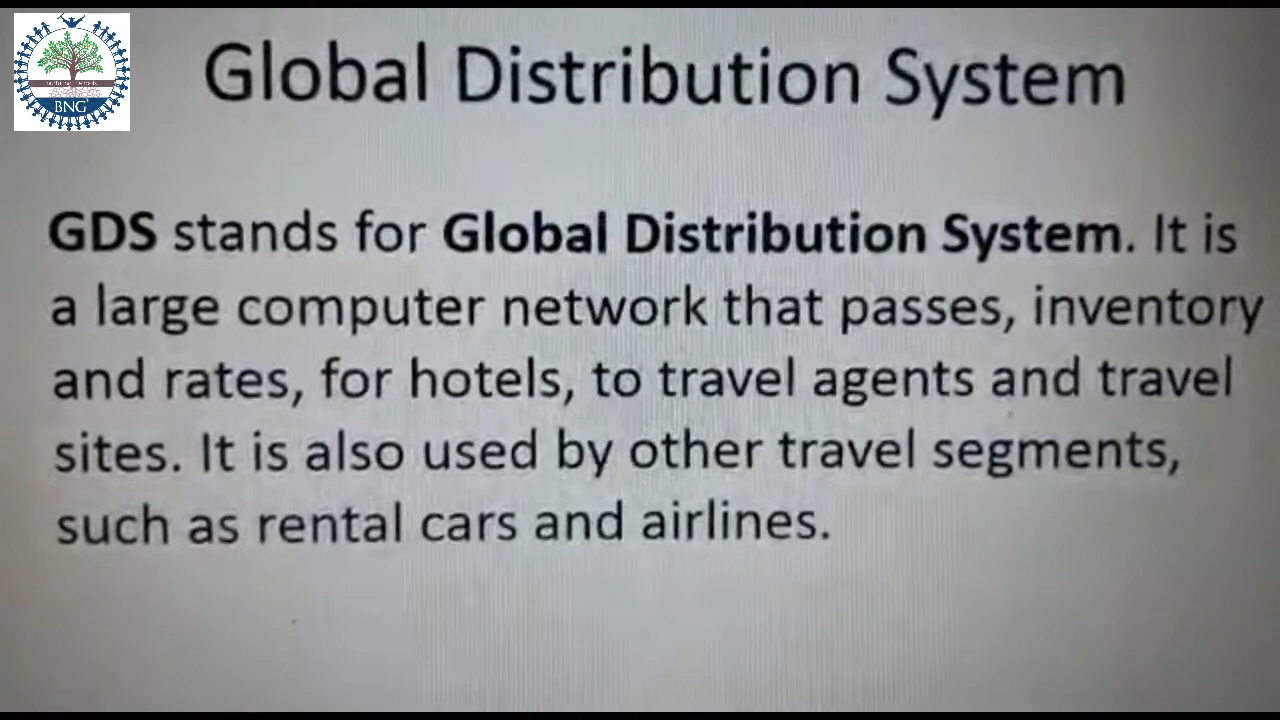 Global Distribution System
BNG
GDS stands for Global Distribution System. It is
a large computer network that passes, inventory
and rates, for hotels, to travel agents and travel
sites. It is also used by other travel segments,
such as rental cars and airlines.